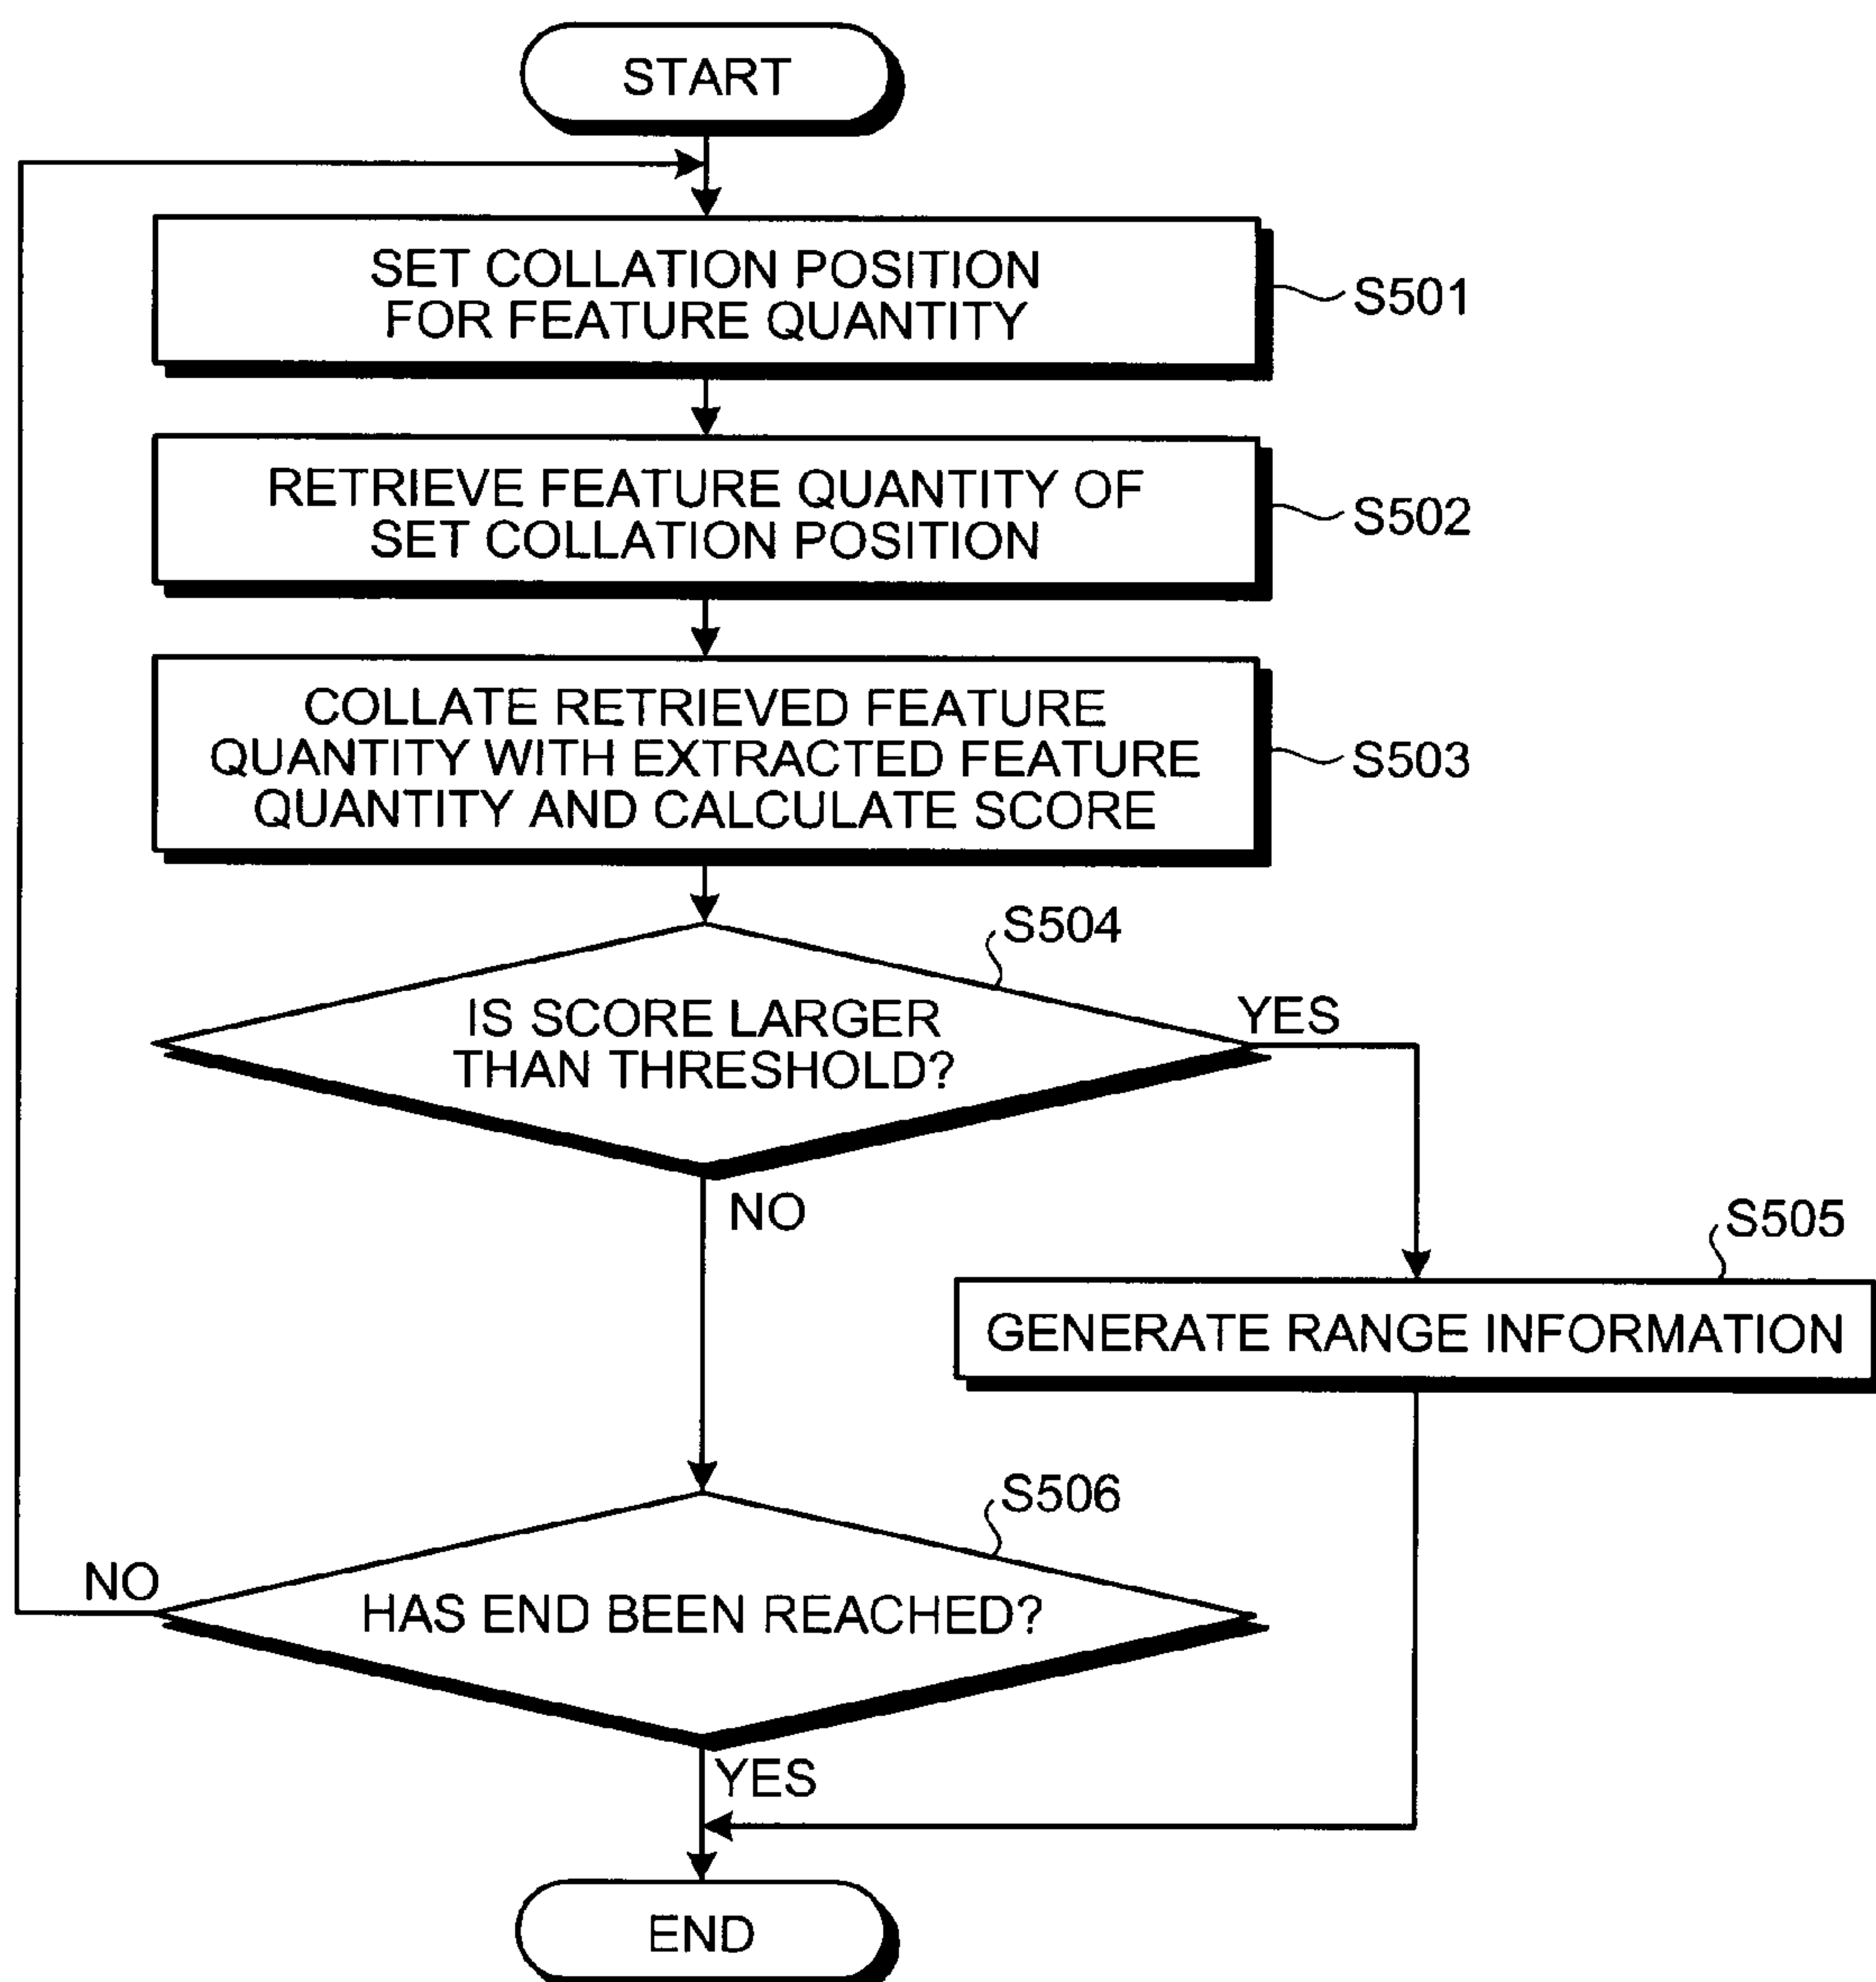 START
SET COLLATION POSITION
FOR FEATURE QUANTITY
S501
RETRIEVE FEATURE QUANTITY OF
SET COLLATION POSITION
S502
COLLATE RETRIEVED FEATURE
QUANTITY WITH EXTRACTED FEATURE
QUANTITY AND CALCULATE SCORE
S503
S504
IS SCORE LARGER
THAN THRESHOLD?
YES
NO
S505
GENERATE RANGE INFORMATION
S506
NO
HAS END BEEN REACHED?
YES
END